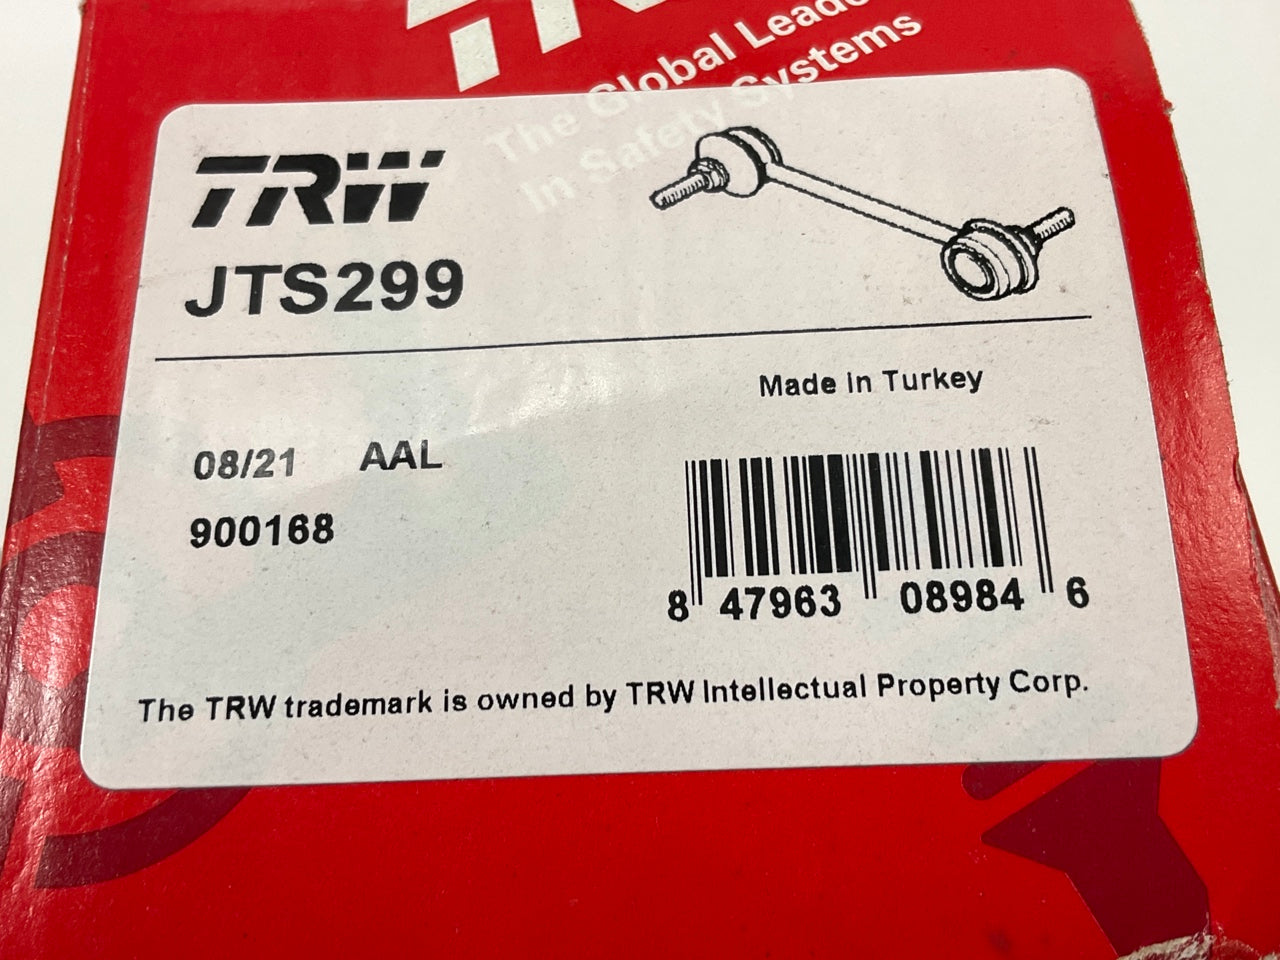 The Global Leade
In Safety Systems
TRW
JTS299
Made in Turkey
08/21 AAL
900168
8 47963 08984 6
The TRW trademark is owned by TRW Intellectual Property Corp.